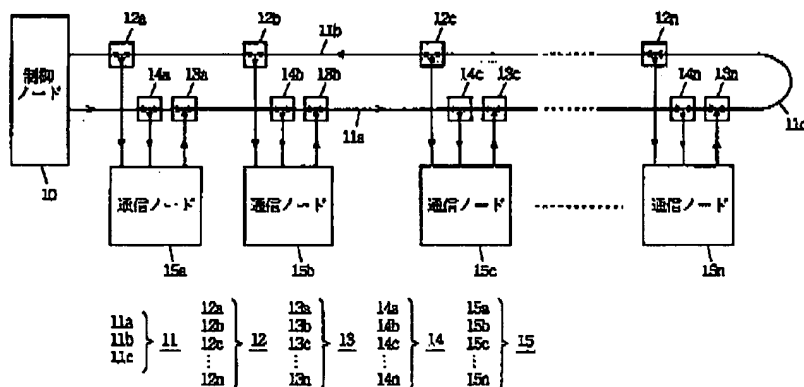 12a 12b 11b 12c 12n
制御
ノード
14a 13a 14b 13b 14c 13c 14n 13n
11a 11c
10
通信ノード 通信ノード 通信ノード 通信ノード
15a 15b 15c 15n
11a
11b
11c
11
12a
12b
12c
⋮
12n
12
13a
13b
13c
⋮
13n
13
14a
14b
14c
⋮
14n
14
15a
15b
15c
⋮
15n
15